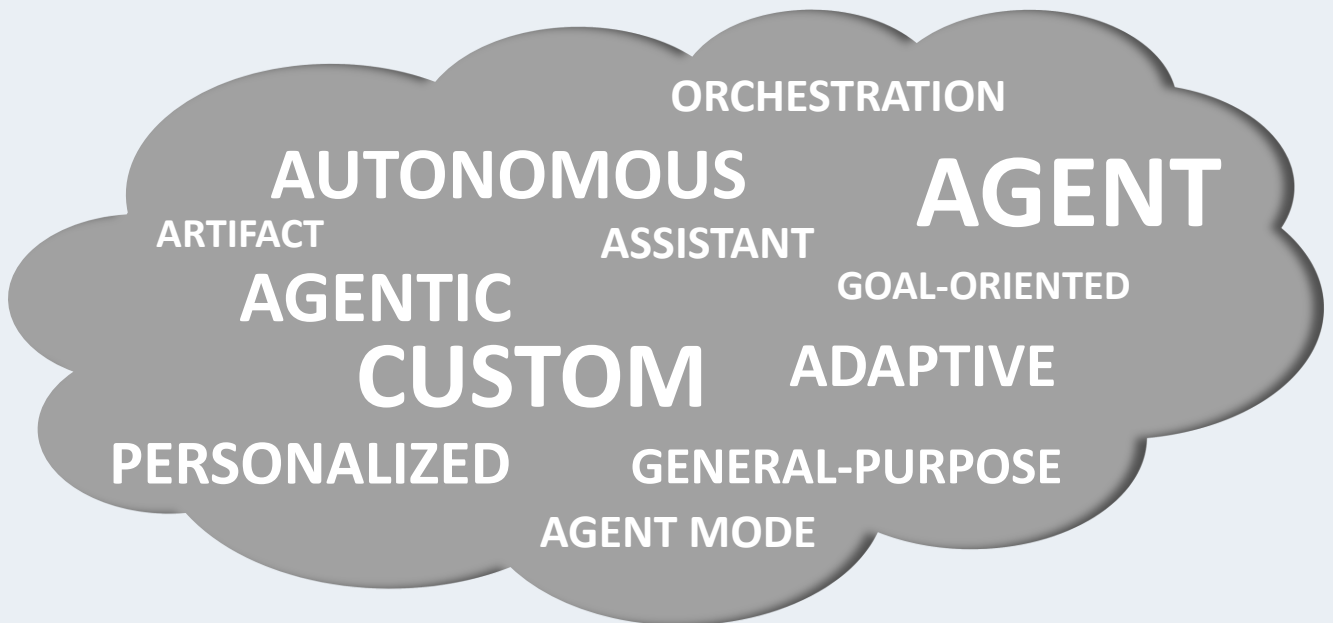 ORCHESTRATION
AUTONOMOUS
AGENT
ARTIFACT
ASSISTANT
AGENTIC
GOAL-ORIENTED
CUSTOM
ADAPTIVE
PERSONALIZED
GENERAL-PURPOSE
AGENT MODE